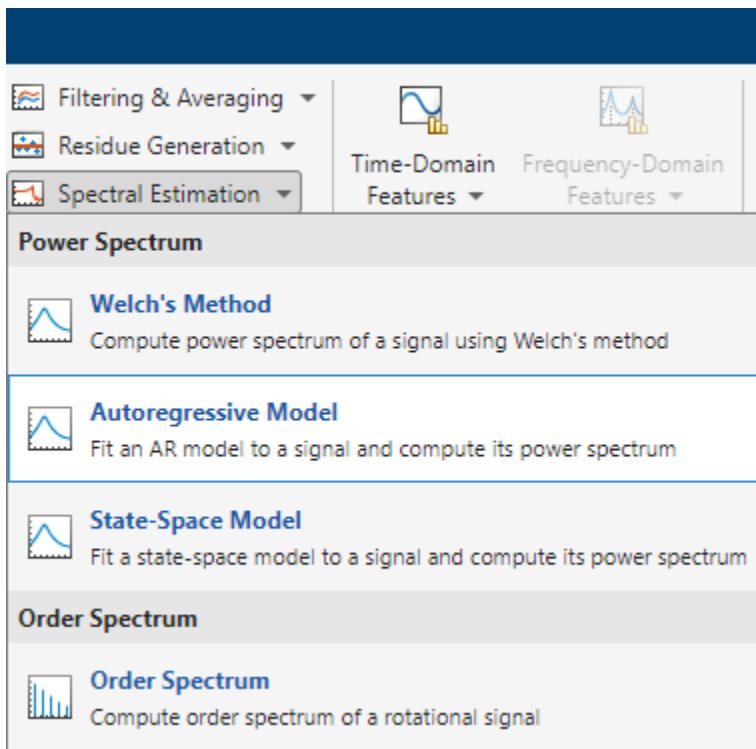 Filtering & Averaging
Residue Generation
Spectral Estimation
Time-Domain
Features
Frequency-Domain
Features
Power Spectrum
Welch's Method
Compute power spectrum of a signal using Welch's method
Autoregressive Model
Fit an AR model to a signal and compute its power spectrum
State-Space Model
Fit a state-space model to a signal and compute its power spectrum
Order Spectrum
Order Spectrum
Compute order spectrum of a rotational signal